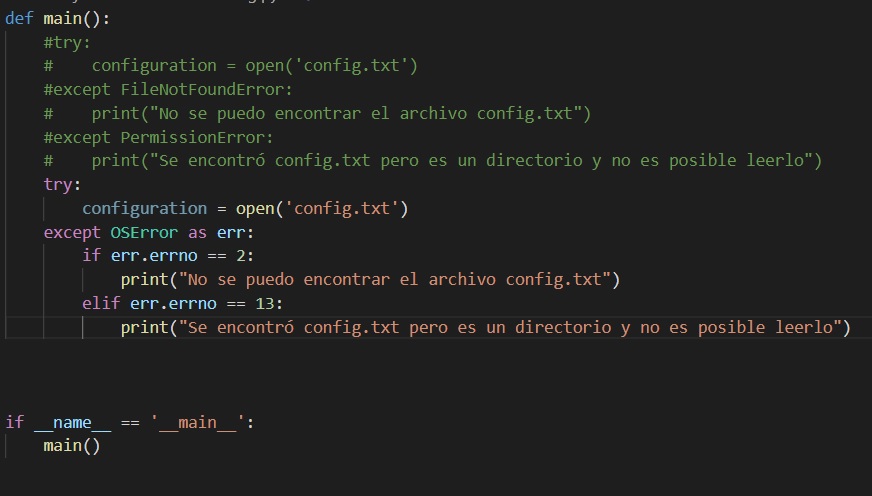 def main():
    #try:
    #    configuration = open('config.txt')
    #except FileNotFoundError:
    #    print("No se puedo encontrar el archivo config.txt")
    #except PermissionError:
    #    print("Se encontró config.txt pero es un directorio y no es posible leerlo")
    try:
        configuration = open('config.txt')
    except OSError as err:
        if err.errno == 2:
            print("No se puedo encontrar el archivo config.txt")
        elif err.errno == 13:
            print("Se encontró config.txt pero es un directorio y no es posible leerlo")
if __name__ == '__main__':
    main()